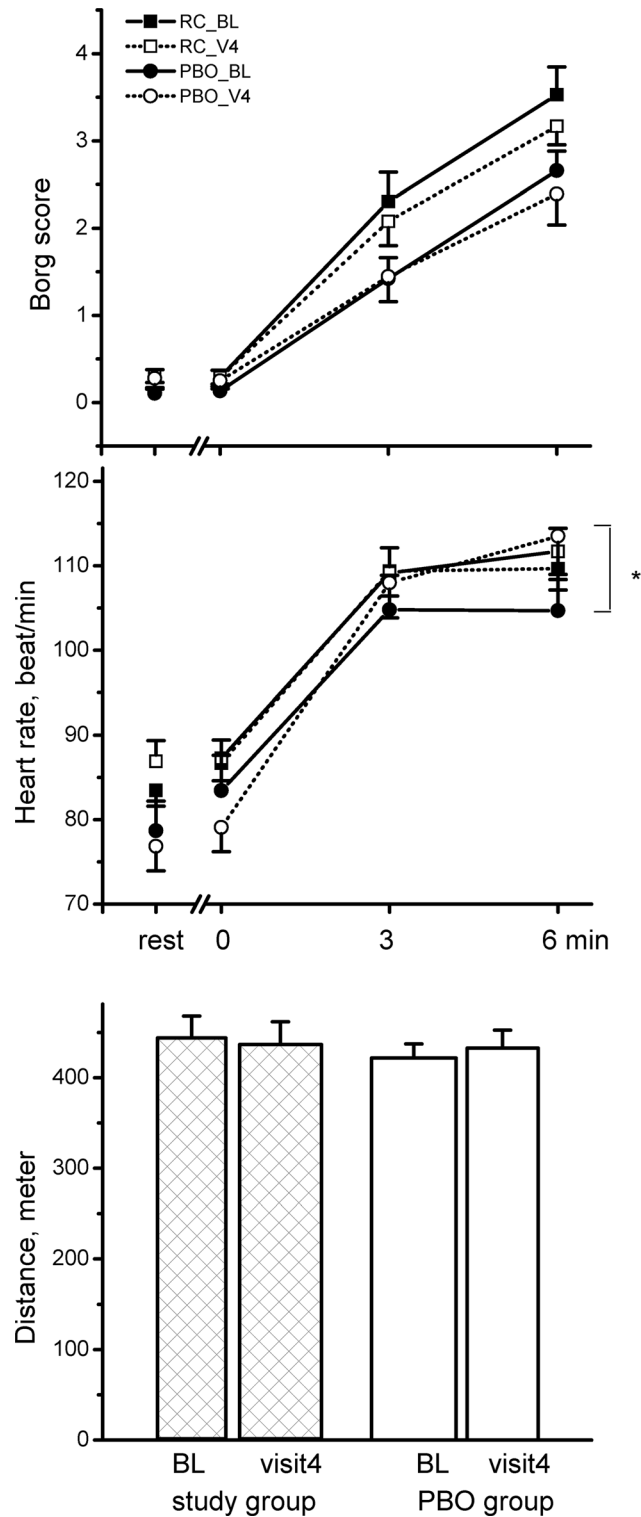 RC_BL
RC_V4
PBO_BL
PBO_V4
4
3
2
1
0
Borg score
120
110
100
90
80
70
Heart rate, beat/min
*
rest 0 3 6 min
400
300
200
100
0
Distance, meter
BL visit4 BL visit4
study group PBO group